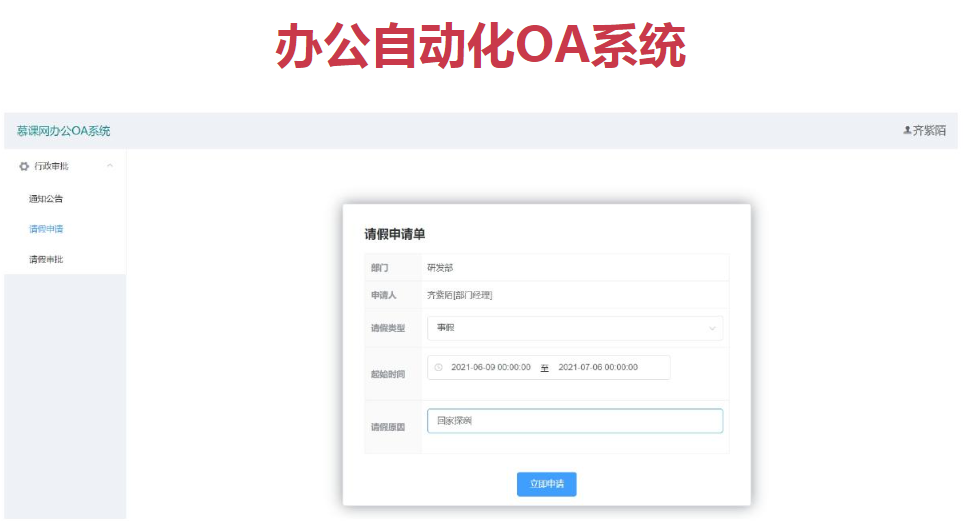 办公自动化OA系统
慕课网办公OA系统
齐紫陌
行政审批
通知公告
请假申请
请假审批
请假申请单
部门 研发部
申请人 齐紫陌[部门经理]
请假类型 事假
起始时间 2021-06-09 00:00:00 至 2021-07-06 00:00:00
请假原因 回家探亲
立即申请